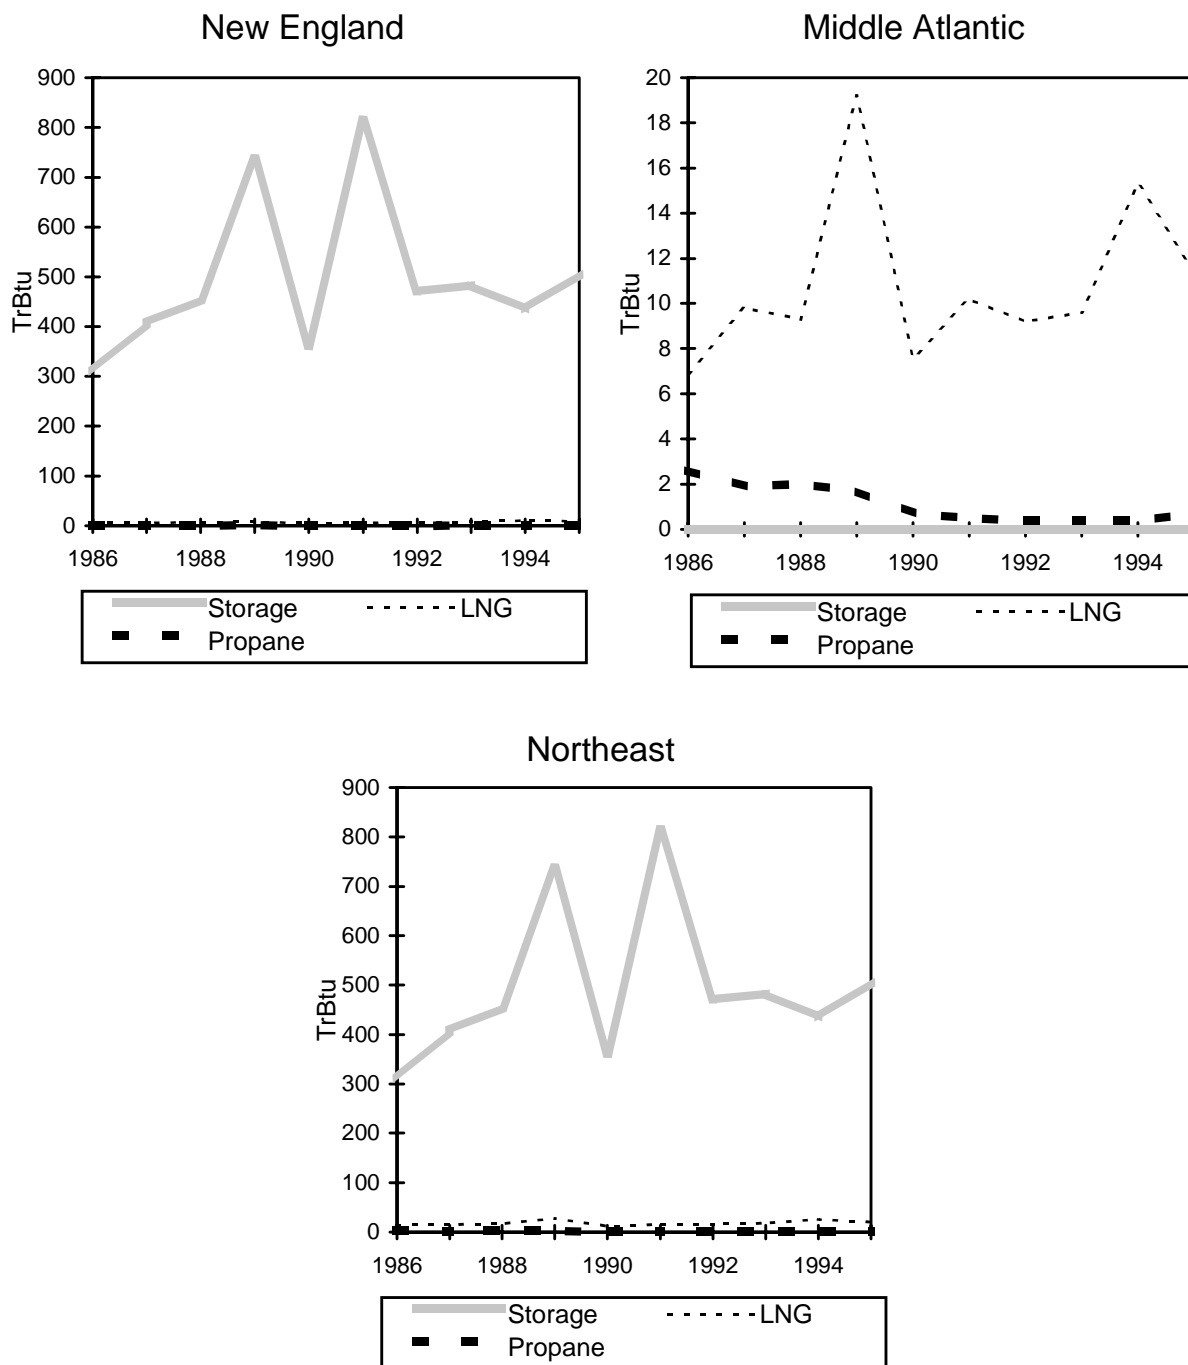 New England
900
800
700
600
500
400
300
200
100
0
TrBtu
1986 1988 1990 1992 1994
Storage LNG
Propane
Middle Atlantic
20
18
16
14
12
10
8
6
4
2
0
TrBtu
1986 1988 1990 1992 1994
Storage LNG
Propane
Northeast
900
800
700
600
500
400
300
200
100
0
TrBtu
1986 1988 1990 1992 1994
Storage LNG
Propane